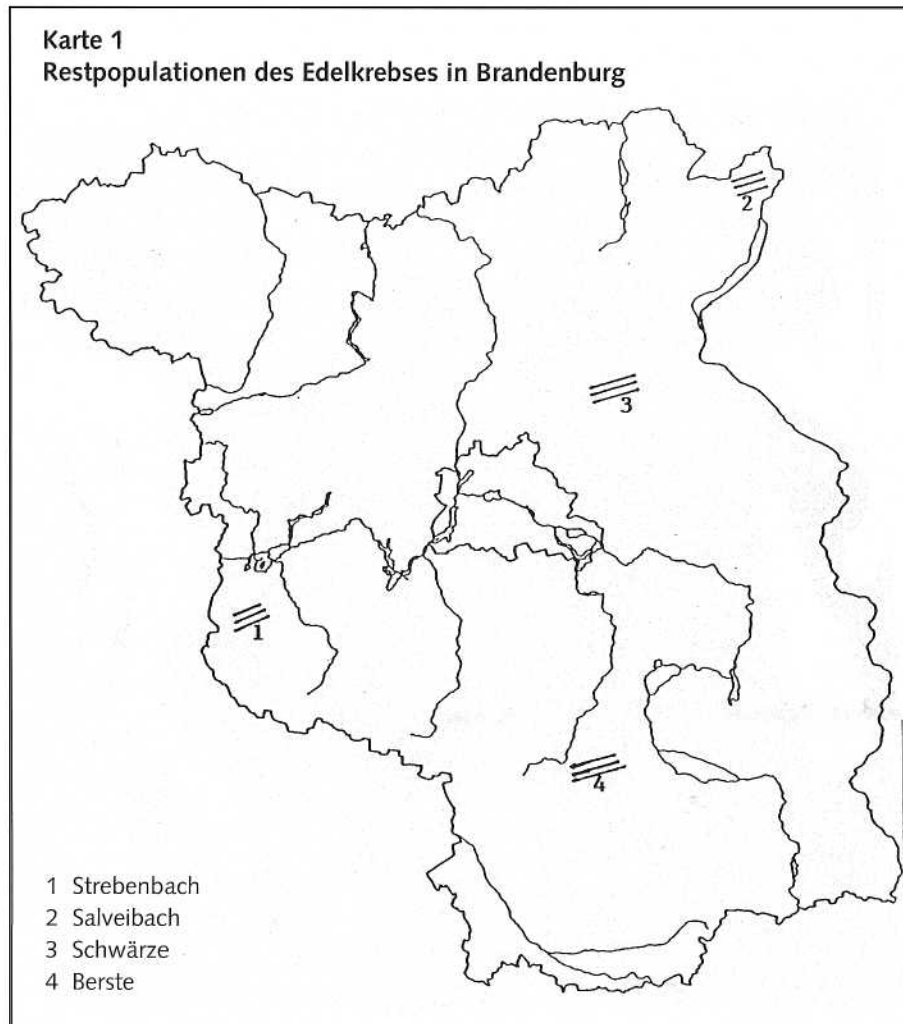 Karte 1
Restpopulationen des Edelkrebses in Brandenburg
2
3
1
4
1 Strebenbach
2 Salveibach
3 Schwärze
4 Berste